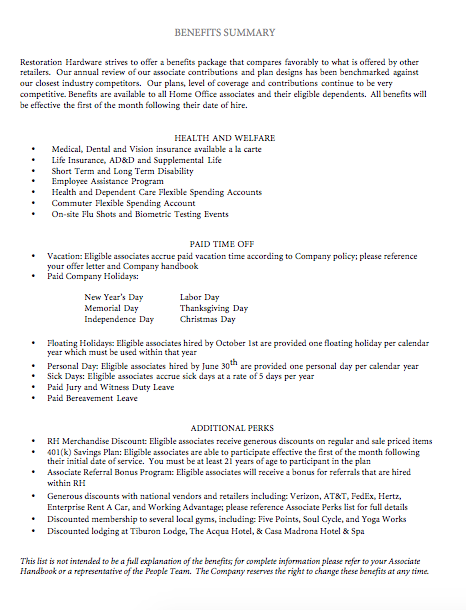 BENEFITS SUMMARY
Restoration Hardware strives to offer a benefits package that compares favorably to what is offered by other
retailers. Our annual review of our associate contributions and plan designs has been benchmarked against
our closest industry competitors. Our plans, level of coverage and contributions continue to be very
competitive. Benefits are available to all Home Office associates and their eligible dependents. All benefits will
be effective the first of the month following their date of hire.
HEALTH AND WELFARE
• Medical, Dental and Vision insurance available a la carte
• Life Insurance, AD&D and Supplemental Life
• Short Term and Long Term Disability
• Employee Assistance Program
• Health and Dependent Care Flexible Spending Accounts
• Commuter Flexible Spending Account
• On-site Flu Shots and Biometric Testing Events
PAID TIME OFF
• Vacation: Eligible associates accrue paid vacation time according to Company policy; please reference
your offer letter and Company handbook
• Paid Company Holidays:
New Year's Day Labor Day
Memorial Day Thanksgiving Day
Independence Day Christmas Day
• Floating Holidays: Eligible associates hired by October 1st are provided one floating holiday per calendar
year which must be used within that year
• Personal Day: Eligible associates hired by June 30th are provided one personal day per calendar year
• Sick Days: Eligible associates accrue sick days at a rate of 5 days per year
• Paid Jury and Witness Duty Leave
• Paid Bereavement Leave
ADDITIONAL PERKS
• RH Merchandise Discount: Eligible associates receive generous discounts on regular and sale priced items
• 401(k) Savings Plan: Eligible associates are able to participate effective the first of the month following
their initial date of service. You must be at least 21 years of age to participate in the plan
• Associate Referral Bonus Program: Eligible associates will receive a bonus for referrals that are hired
within RH
• Generous discounts with national vendors and retailers including: Verizon, AT&T, FedEx, Hertz,
Enterprise Rent A Car, and Working Advantage; please reference Associate Perks list for full details
• Discounted membership to several local gyms, including: Five Points, Soul Cycle, and Yoga Works
• Discounted lodging at Tiburon Lodge, The Acqua Hotel, & Casa Madrona Hotel & Spa
This list is not intended to be a full explanation of the benefits; for complete information please refer to your Associate
Handbook or a representative of the People Team. The Company reserves the right to change these benefits at any time.